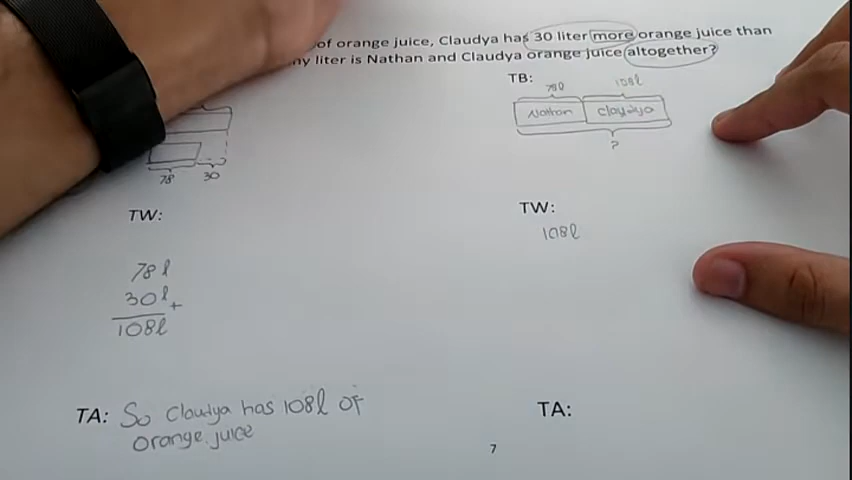 of orange juice, Claudya has 30 liter more orange juice than
ny liter is Nathan and Claudya orange juice altogether?
TB:
78l 108l
Nathan Claudya
?
78 30
TW:
78l
30l +
108l
TA: So Claudya has 108l of
orange juice
TW:
108l
TA:
7